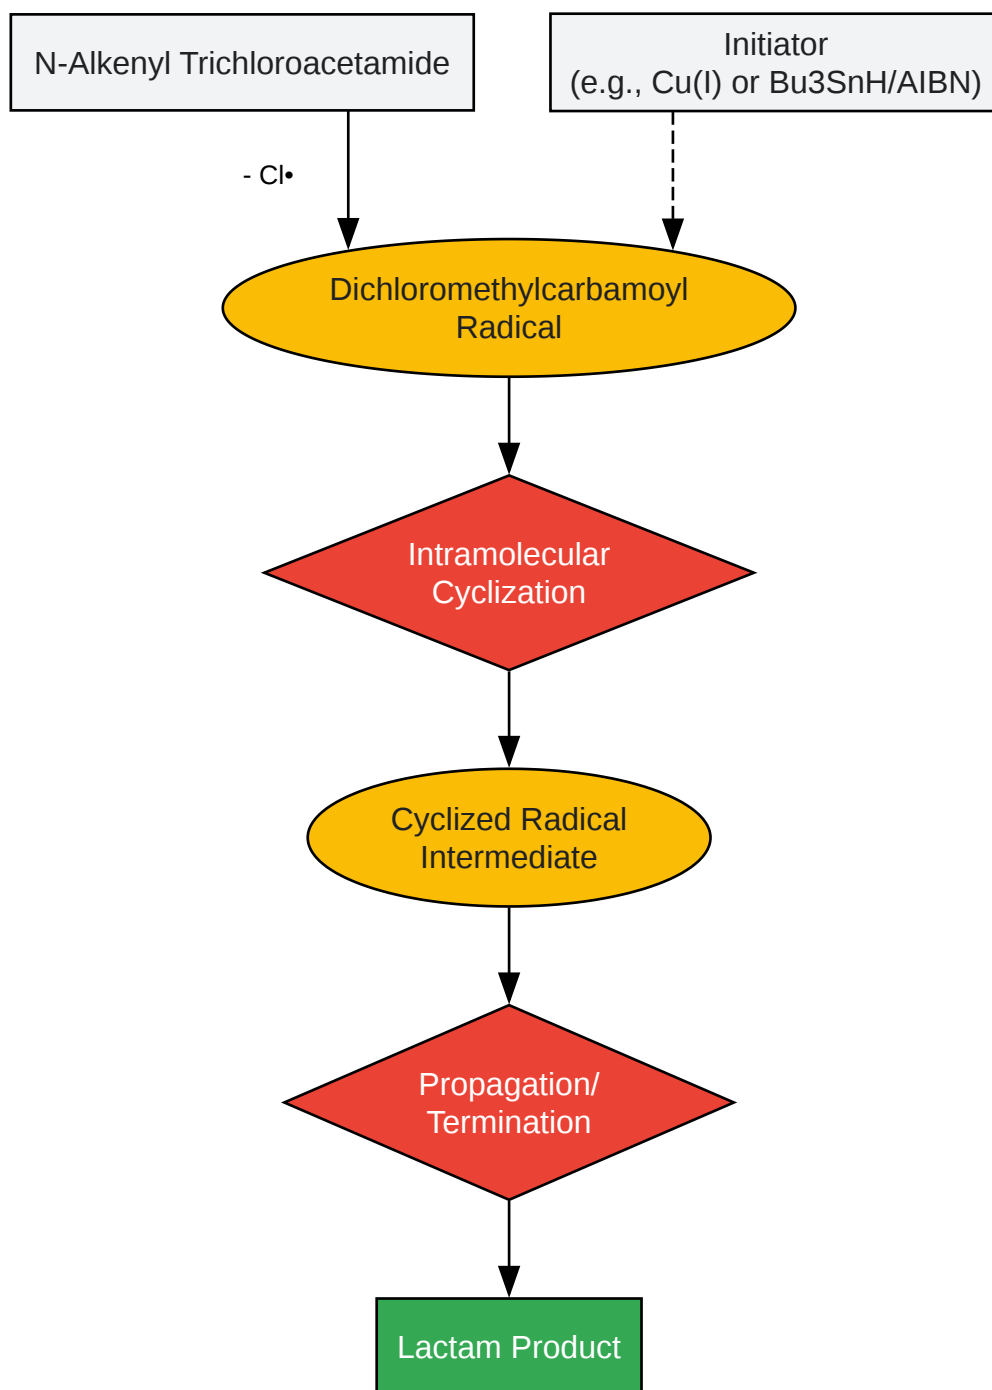 N-Alkenyl Trichloroacetamide
Initiator
(e.g., Cu(I) or Bu3SnH/AIBN)
- Cl•
Dichloromethylcarbamoyl
Radical
Intramolecular
Cyclization
Cyclized Radical
Intermediate
Propagation/
Termination
Lactam Product